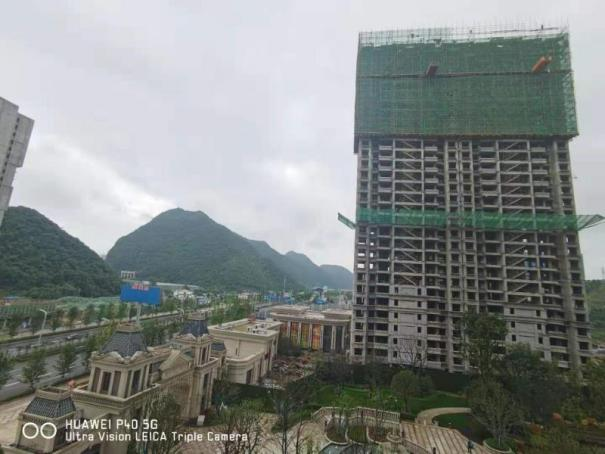 HUAWEI P40 5G
Ultra Vision LEICA Triple Camera